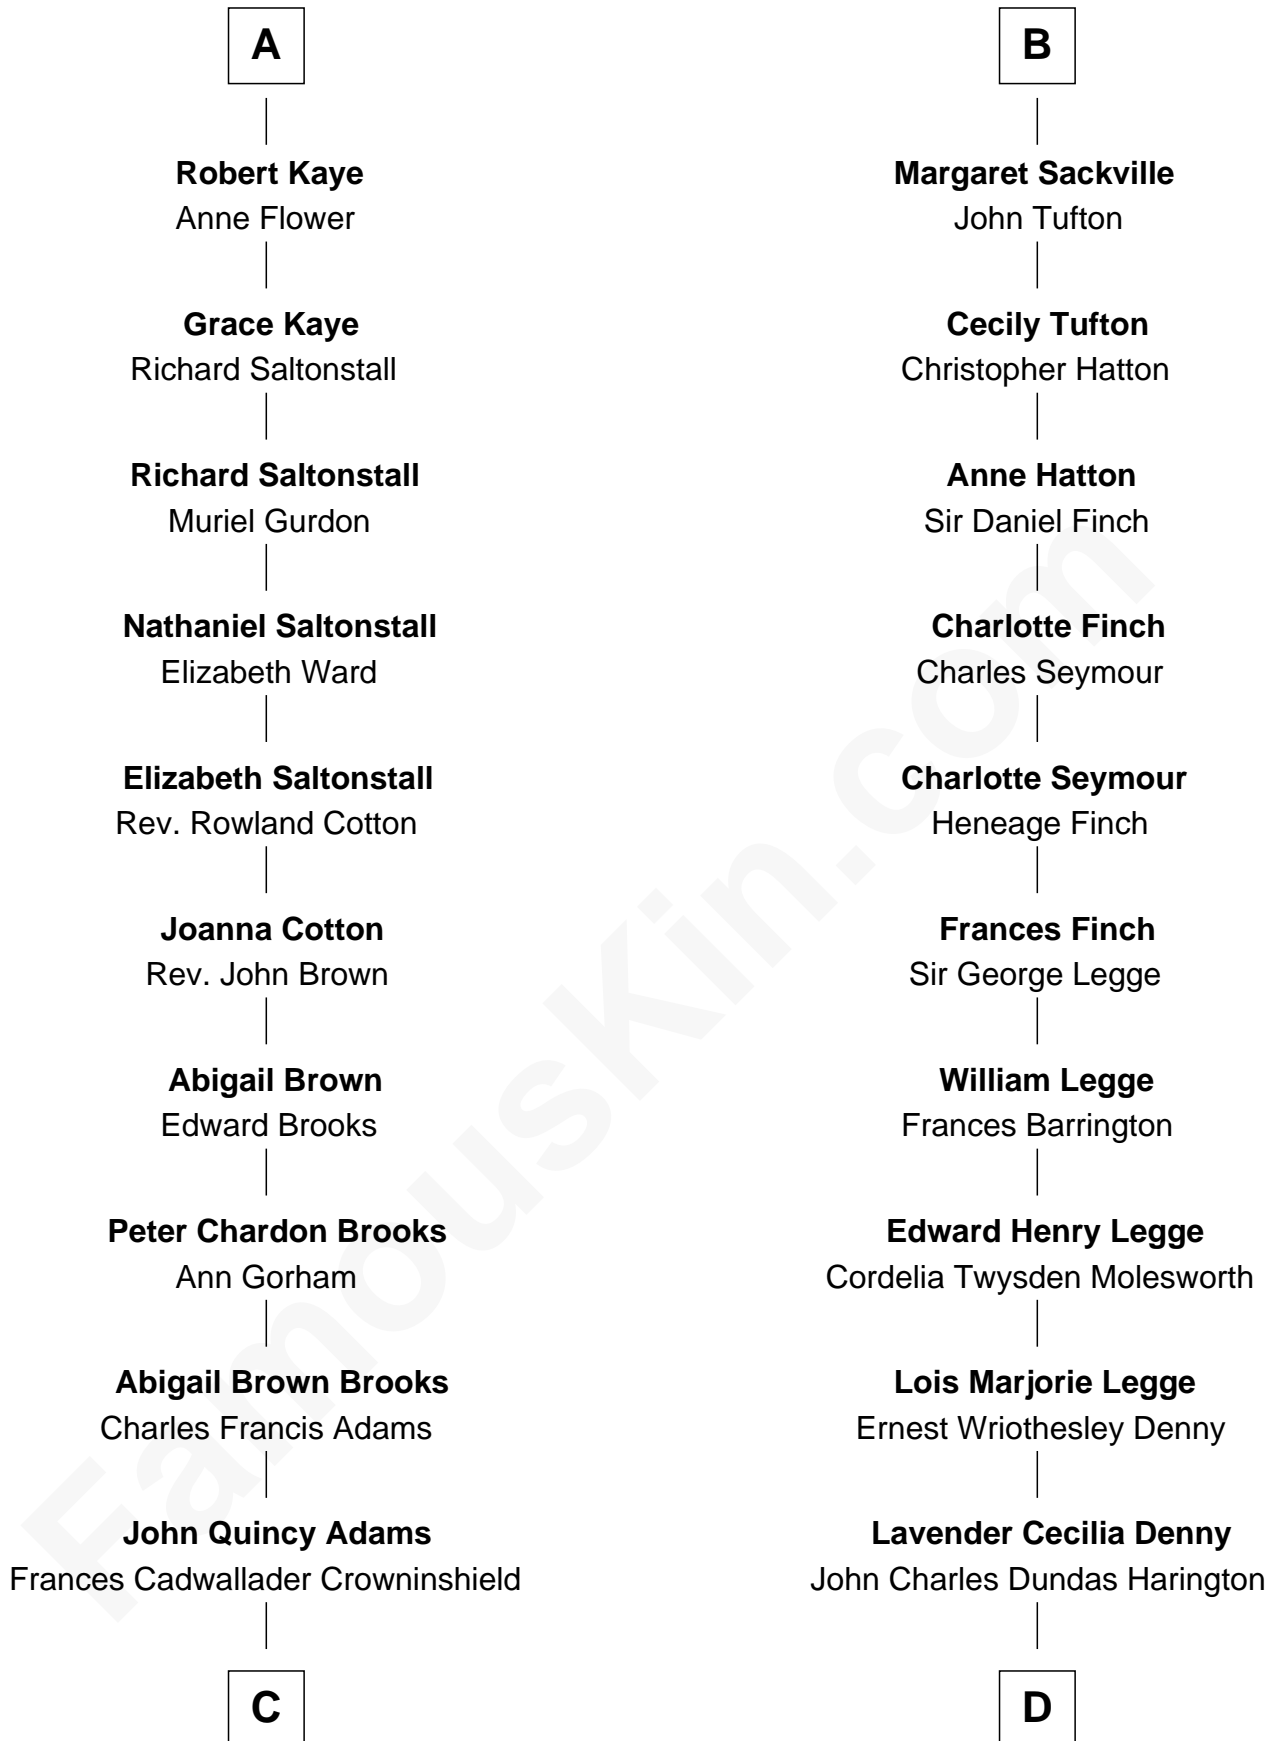 A
Robert Kaye
Anne Flower
Grace Kaye
Richard Saltonstall
Richard Saltonstall
Muriel Gurdon
Nathaniel Saltonstall
Elizabeth Ward
Elizabeth Saltonstall
Rev. Rowland Cotton
Joanna Cotton
Rev. John Brown
Abigail Brown
Edward Brooks
Peter Chardon Brooks
Ann Gorham
Abigail Brown Brooks
Charles Francis Adams
John Quincy Adams
Frances Cadwallader Crowninshield
C
B
Margaret Sackville
John Tufton
Cecily Tufton
Christopher Hatton
Anne Hatton
Sir Daniel Finch
Charlotte Finch
Charles Seymour
Charlotte Seymour
Heneage Finch
Frances Finch
Sir George Legge
William Legge
Frances Barrington
Edward Henry Legge
Cordelia Twysden Molesworth
Lois Marjorie Legge
Ernest Wriothesley Denny
Lavender Cecilia Denny
John Charles Dundas Harington
D
FamousKin.com